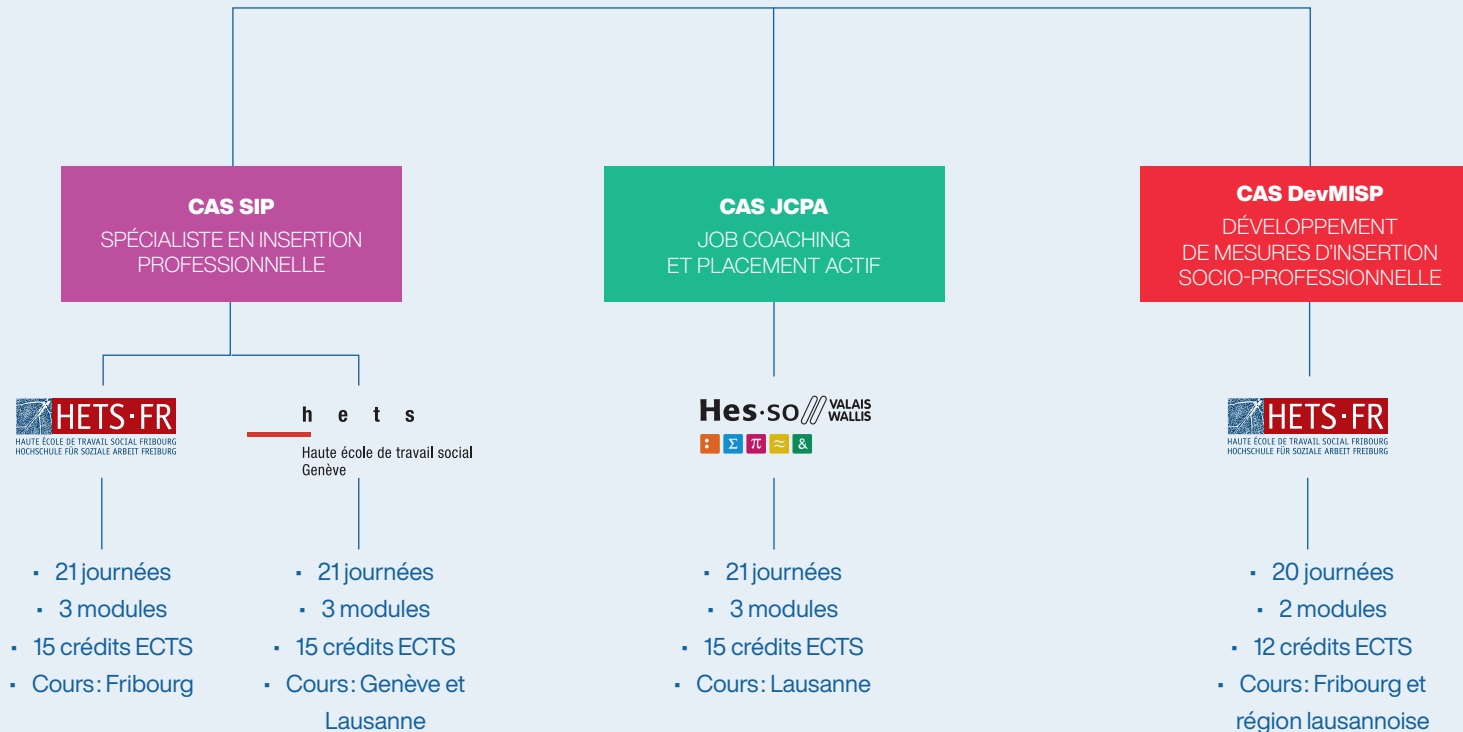 CAS SIP
SPÉCIALISTE EN INSERTION
PROFESSIONNELLE
CAS JCPA
JOB COACHING
ET PLACEMENT ACTIF
CAS DevMISP
DÉVELOPPEMENT
DE MESURES D'INSERTION
SOCIO-PROFESSIONNELLE
HETS·FR
HAUTE ÉCOLE DE TRAVAIL SOCIAL FRIBOURG
HOCHSCHULE FÜR SOZIALE ARBEIT FREIBURG
h e t s
Haute école de travail social
Genève
Hes·so // VALAIS
WALLIS
: Σ π ≈ &
HETS·FR
HAUTE ÉCOLE DE TRAVAIL SOCIAL FRIBOURG
HOCHSCHULE FÜR SOZIALE ARBEIT FREIBURG
▪ 21 journées
▪ 3 modules
▪ 15 crédits ECTS
▪ Cours : Fribourg
▪ 21 journées
▪ 3 modules
▪ 15 crédits ECTS
▪ Cours : Genève et
Lausanne
▪ 21 journées
▪ 3 modules
▪ 15 crédits ECTS
▪ Cours : Lausanne
▪ 20 journées
▪ 2 modules
▪ 12 crédits ECTS
▪ Cours : Fribourg et
région lausannoise